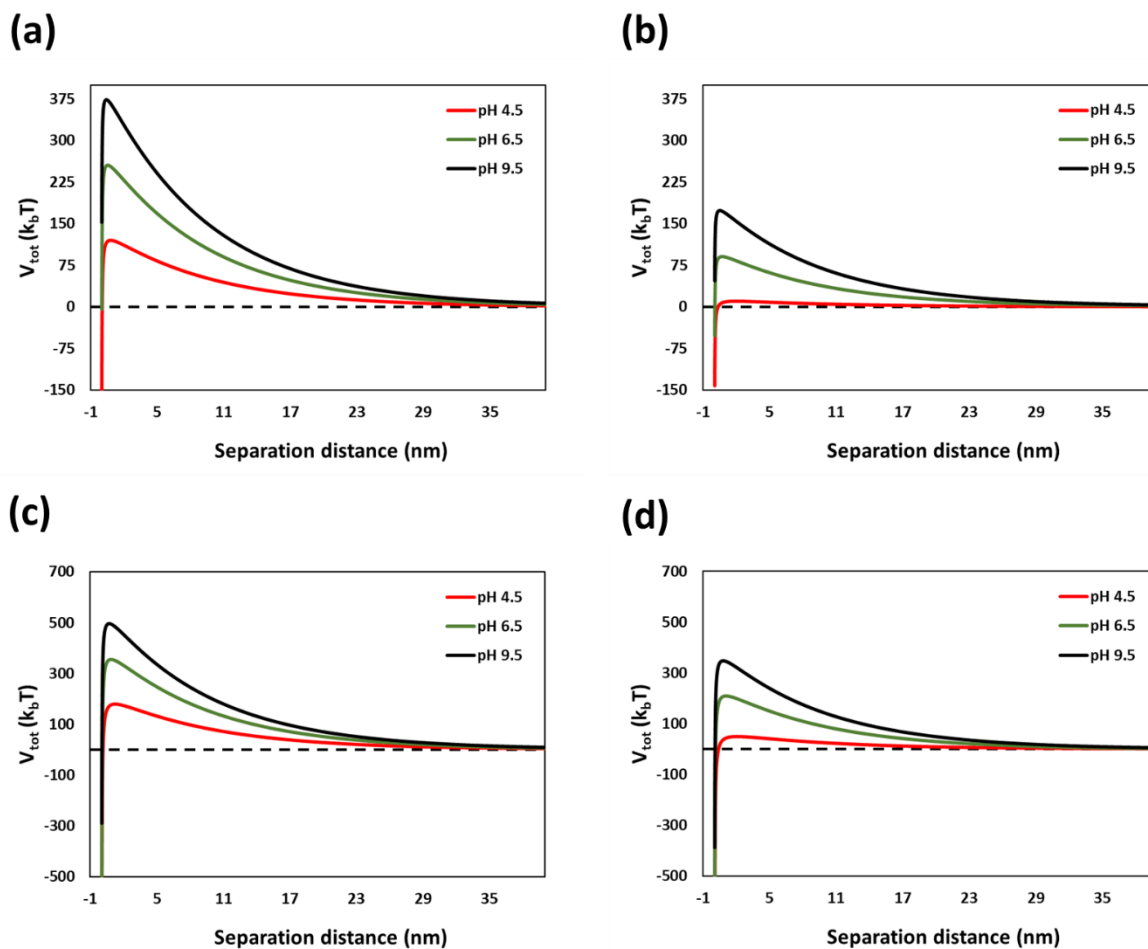 (a)
375
300
225
150
75
0
-75
-150
V_tot (k_bT)
pH 4.5
pH 6.5
pH 9.5
-1 5 11 17 23 29 35
Separation distance (nm)
(b)
375
300
225
150
75
0
-75
-150
V_tot (k_bT)
pH 4.5
pH 6.5
pH 9.5
-1 5 11 17 23 29 35
Separation distance (nm)
(c)
700
500
300
100
-100
-300
-500
V_tot (k_bT)
pH 4.5
pH 6.5
pH 9.5
-1 5 11 17 23 29 35
Separation distance (nm)
(d)
700
500
300
100
-100
-300
-500
V_tot (k_bT)
pH 4.5
pH 6.5
pH 9.5
-1 5 11 17 23 29 35
Separation distance (nm)